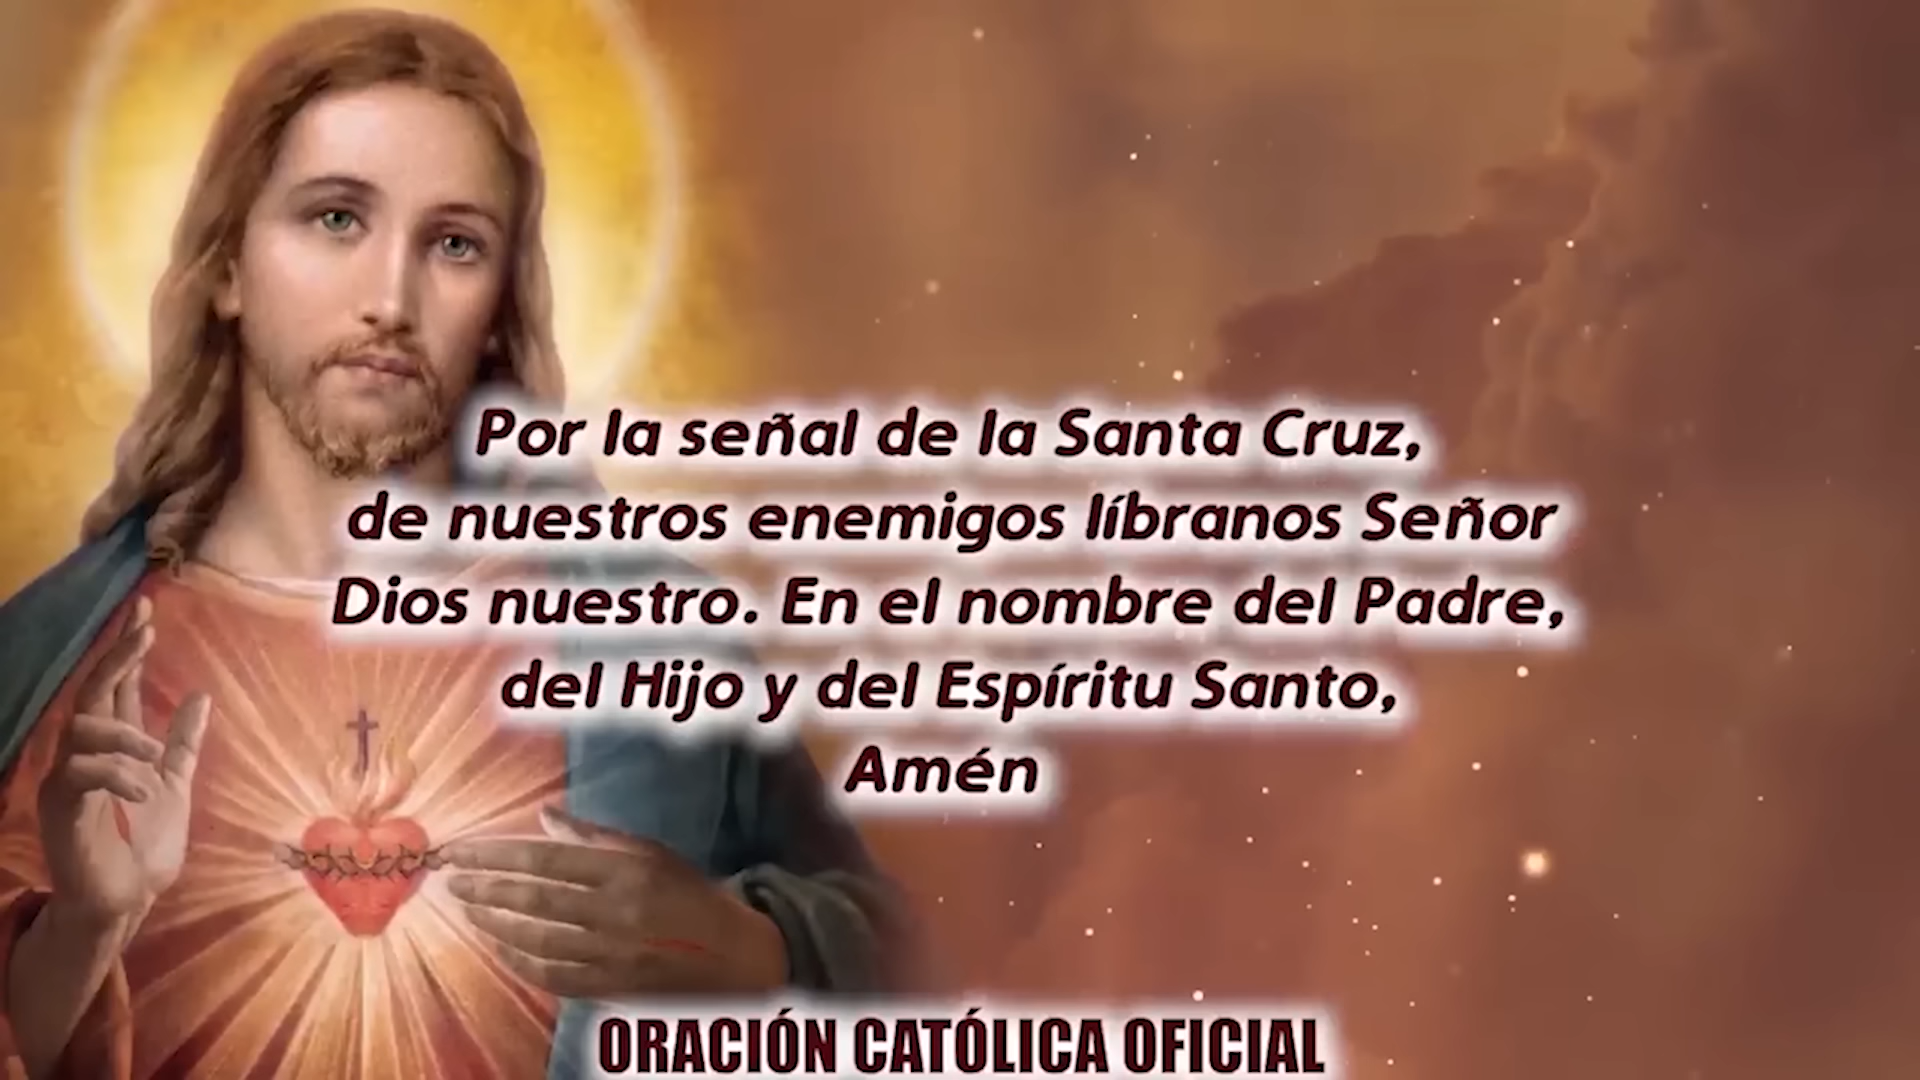 Por la señal de la Santa Cruz,
de nuestros enemigos líbranos Señor
Dios nuestro. En el nombre del Padre,
del Hijo y del Espíritu Santo,
Amén
ORACIÓN CATÓLICA OFICIAL